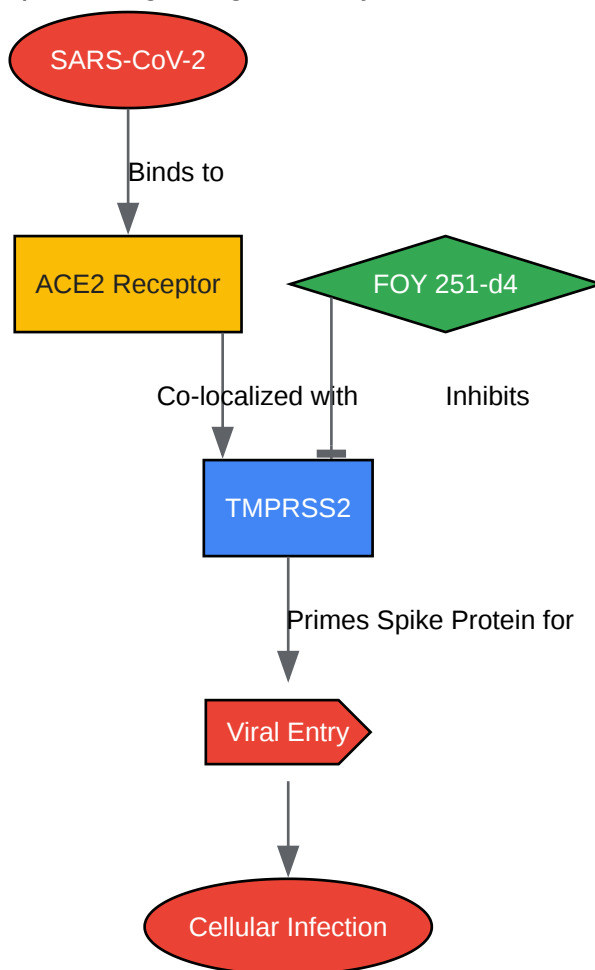 SARS-CoV-2
Binds to
ACE2 Receptor
FOY 251-d4
Co-localized with
Inhibits
TMPRSS2
Primes Spike Protein for
Viral Entry
Cellular Infection